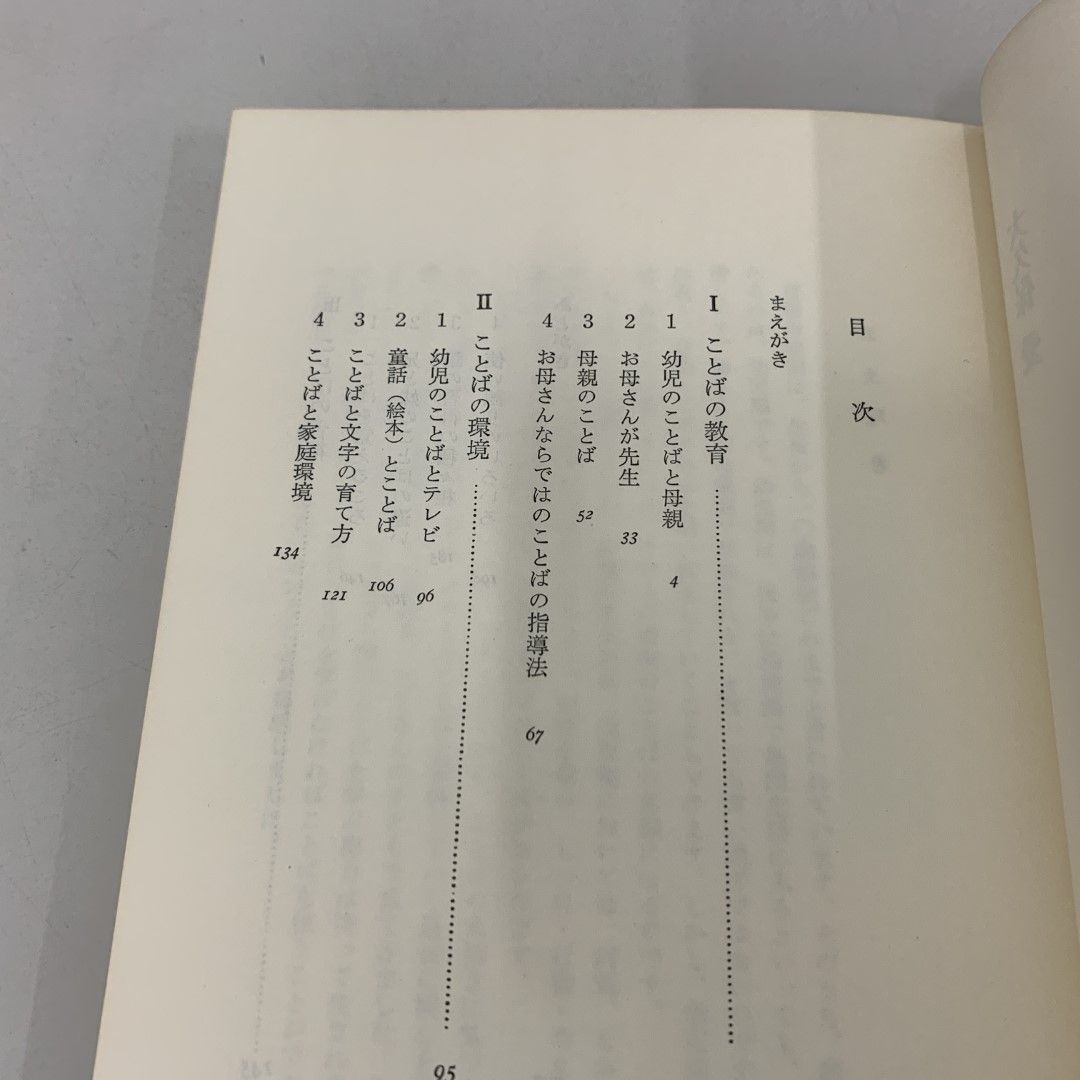 目次
まえがき
I ことばの教育
1 幼児のことばと母親 4
2 お母さんが先生 33
3 母親のことば 52
4 お母さんならではのことばの指導法 67
II ことばの環境 95
1 幼児のことばとテレビ 96
2 童話（絵本）とことば 106
3 ことばと文字の育て方 121
4 ことばと家庭環境 134